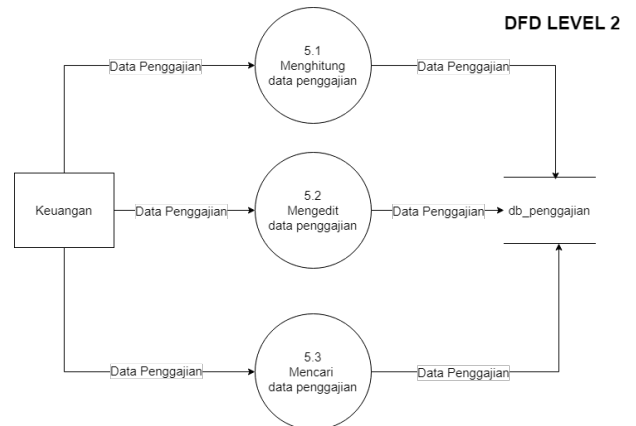 DFD LEVEL 2
5.1
Menghitung
data penggajian
Data Penggajian
Data Penggajian
Keuangan
Data Penggajian
5.2
Mengedit
data penggajian
Data Penggajian
db_penggajian
Data Penggajian
5.3
Mencari
data penggajian
Data Penggajian